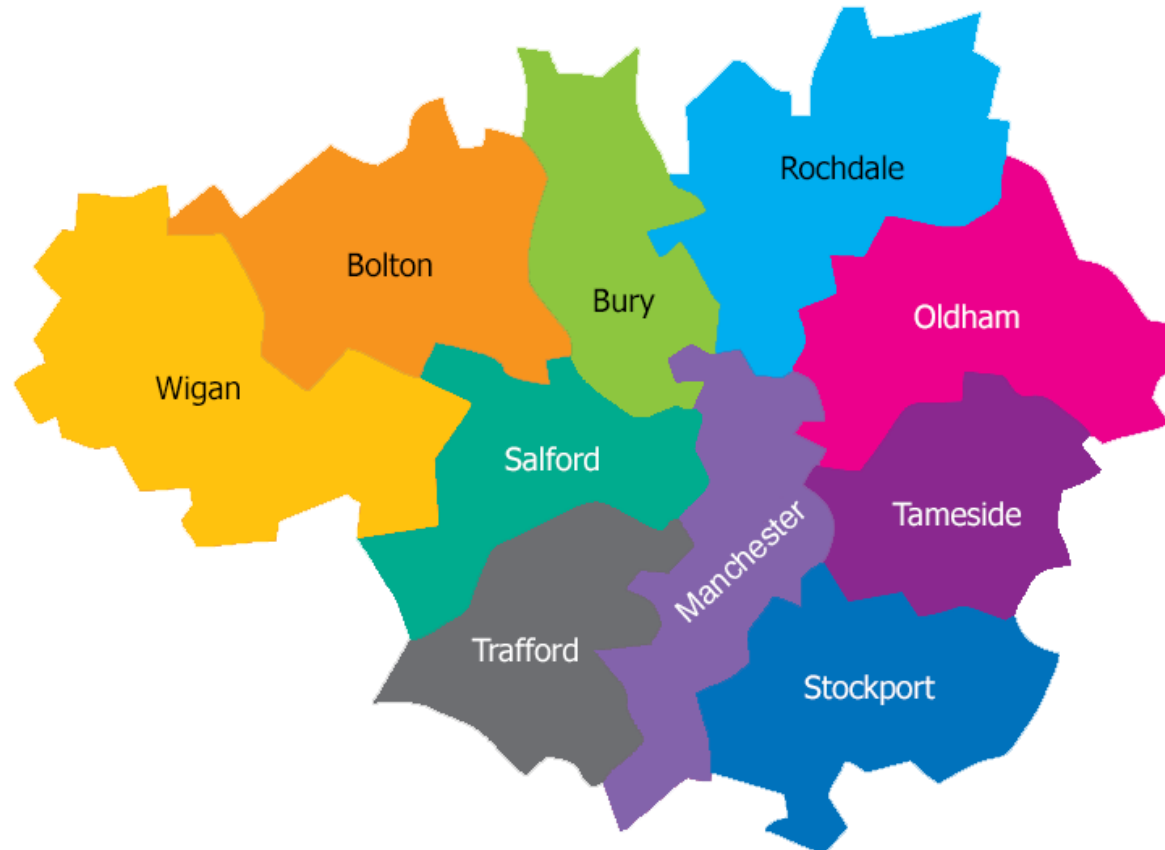 Rochdale
Bolton
Bury
Oldham
Wigan
Salford
Tameside
Manchester
Trafford
Stockport